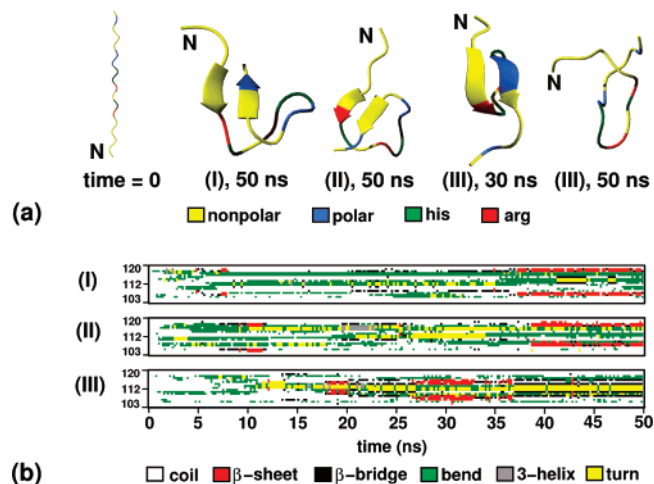 N
N
N
N
N
time = 0 (I), 50 ns (II), 50 ns (III), 30 ns (III), 50 ns
(a)
nonpolar polar his arg
(I)
120
112
103
(II)
120
112
103
(III)
120
112
103
0 5 10 15 20 25 30 35 40 45 50
time (ns)
(b)
coil β-sheet β-bridge bend 3-helix turn